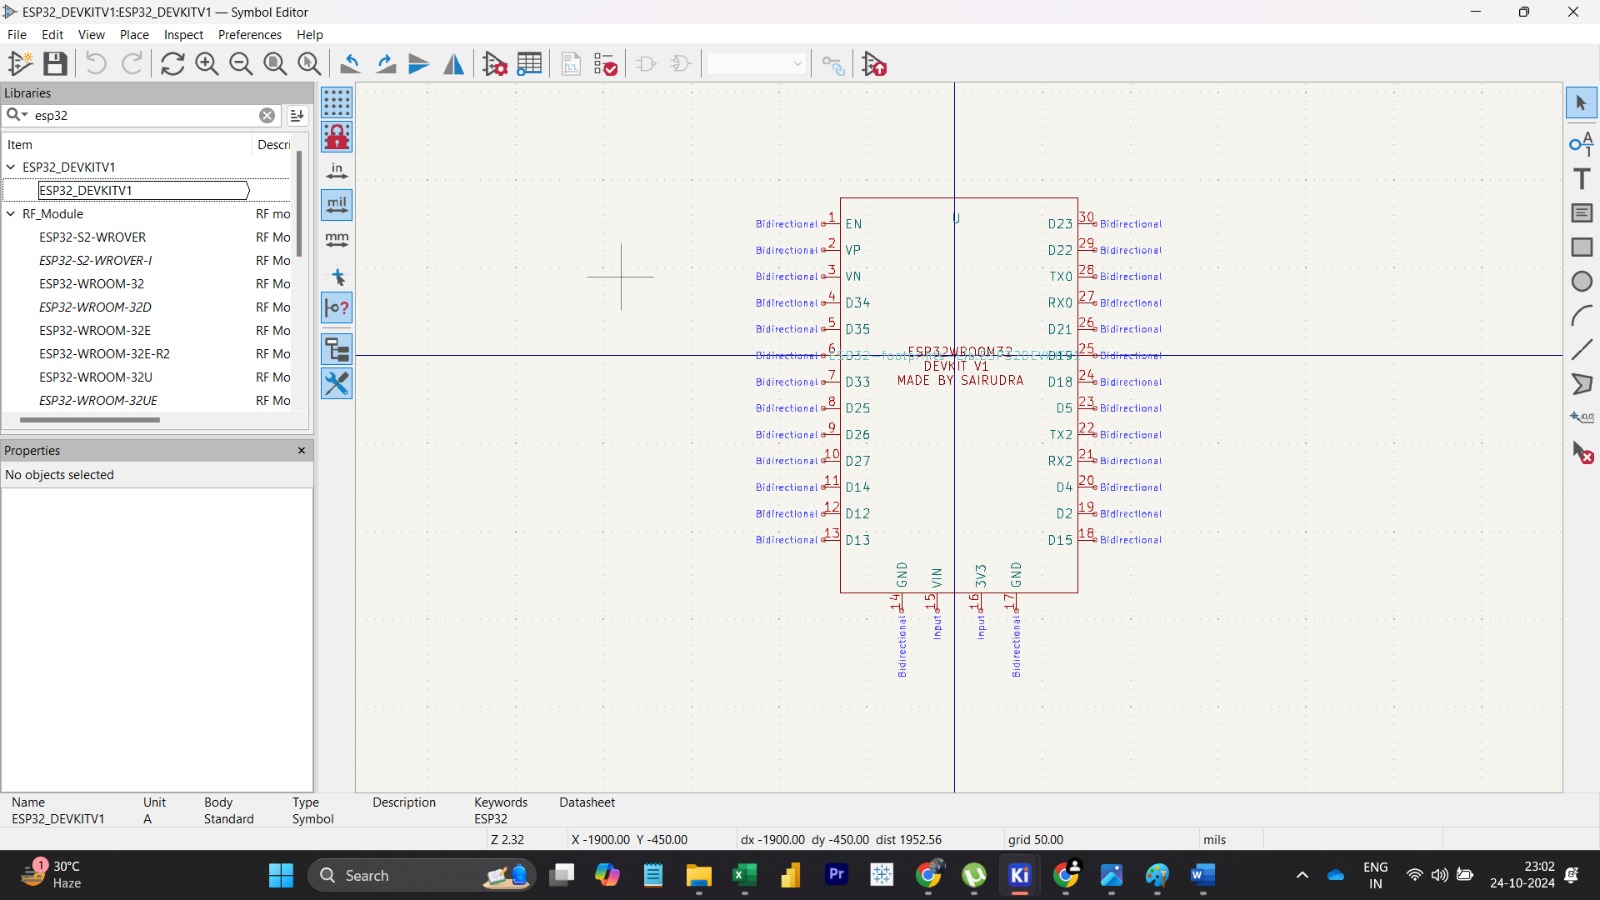 ESP32_DEVKITV1:ESP32_DEVKITV1 — Symbol Editor
File Edit View Place Inspect Preferences Help
Libraries
esp32
Item Descri
ESP32_DEVKITV1
ESP32_DEVKITV1
RF_Module RF mo
ESP32-S2-WROVER RF Mo
ESP32-S2-WROVER-I RF Mo
ESP32-WROOM-32 RF Mo
ESP32-WROOM-32D RF Mo
ESP32-WROOM-32E RF Mo
ESP32-WROOM-32E-R2 RF Mo
ESP32-WROOM-32U RF Mo
ESP32-WROOM-32UE RF Mo
in
mil
mm
Properties
No objects selected
U
Bidirectional 1 EN D23 30 Bidirectional
Bidirectional 2 VP D22 29 Bidirectional
Bidirectional 3 VN TX0 28 Bidirectional
Bidirectional 4 D34 RX0 27 Bidirectional
Bidirectional 5 D35 D21 26 Bidirectional
Bidirectional 6 ESP32WROOM32 D19 25 Bidirectional
DEVKIT V1
Bidirectional 7 D33 MADE BY SAIRUDRA D18 24 Bidirectional
Bidirectional 8 D25 D5 23 Bidirectional
Bidirectional 9 D26 TX2 22 Bidirectional
Bidirectional 10 D27 RX2 21 Bidirectional
Bidirectional 11 D14 D4 20 Bidirectional
Bidirectional 12 D12 D2 19 Bidirectional
Bidirectional 13 D13 D15 18 Bidirectional
GND VIN 3V3 GND
14 15 16 17
Bidirectional Input Input Bidirectional
Name Unit Body Type Description Keywords Datasheet
ESP32_DEVKITV1 A Standard Symbol ESP32
Z 2.32 X -1900.00 Y -450.00 dx -1900.00 dy -450.00 dist 1952.56 grid 50.00 mils
1 30°C
Haze
Search
Pr Ki
ENG
IN
23:02
24-10-2024